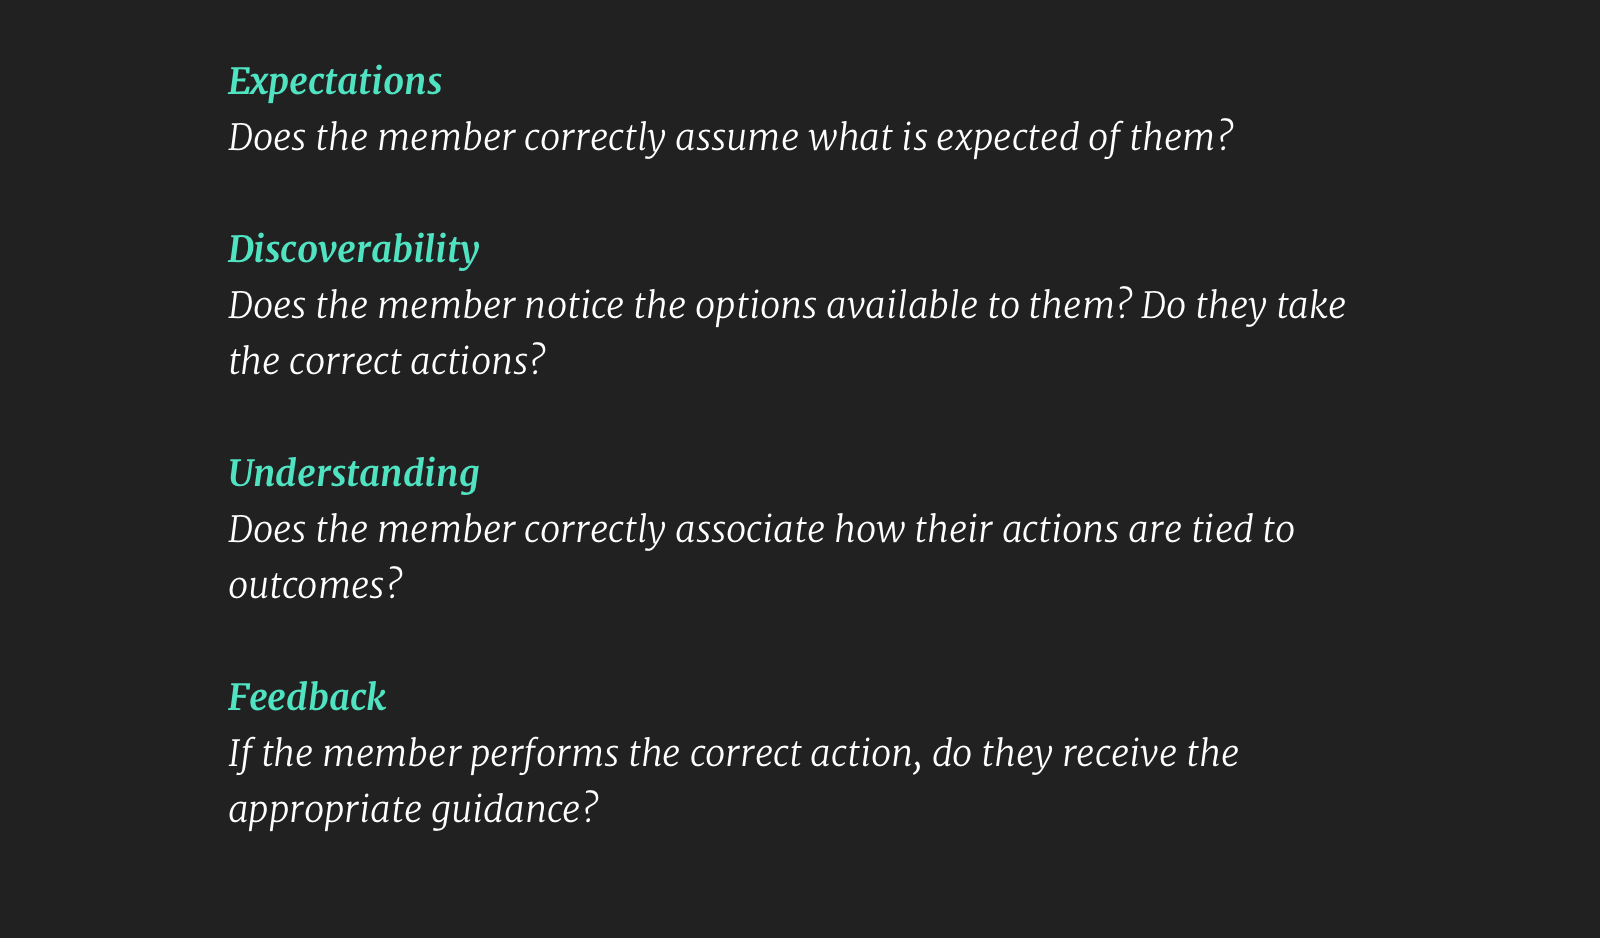 Expectations
Does the member correctly assume what is expected of them?
Discoverability
Does the member notice the options available to them? Do they take
the correct actions?
Understanding
Does the member correctly associate how their actions are tied to
outcomes?
Feedback
If the member performs the correct action, do they receive the
appropriate guidance?